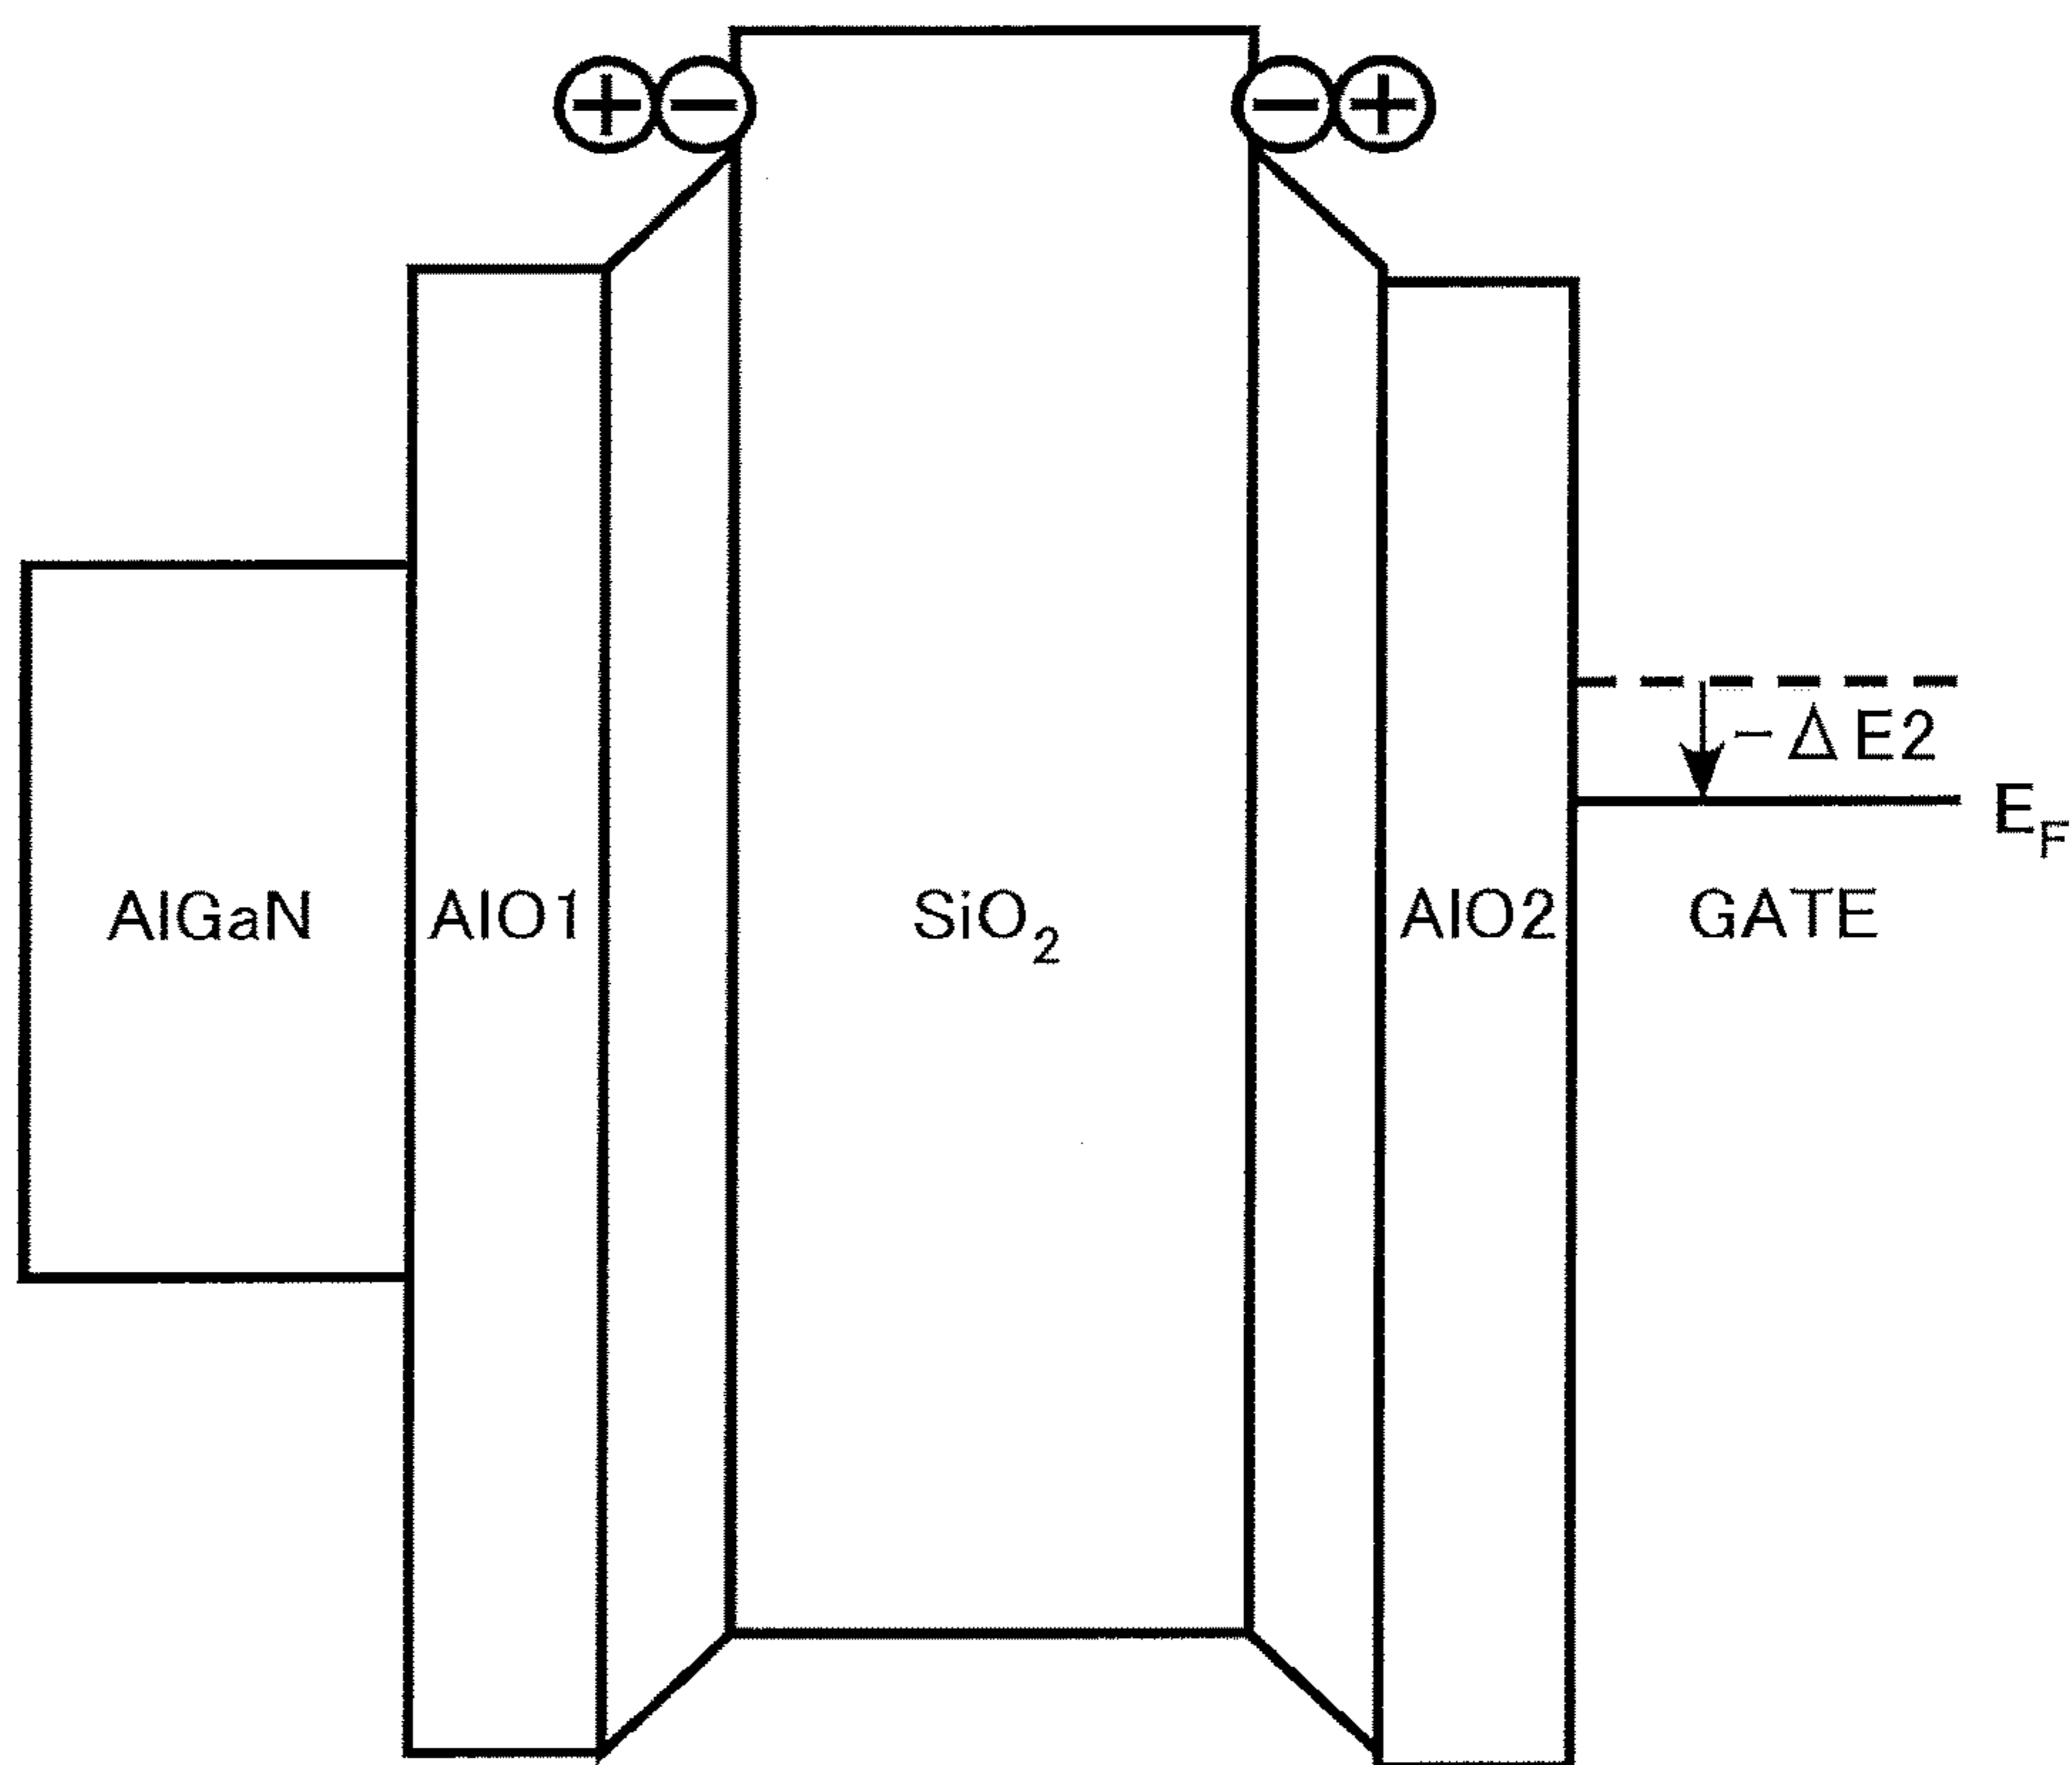 + − − +
−ΔE2
E_F
AlGaN AlO1 SiO₂ AlO2 GATE